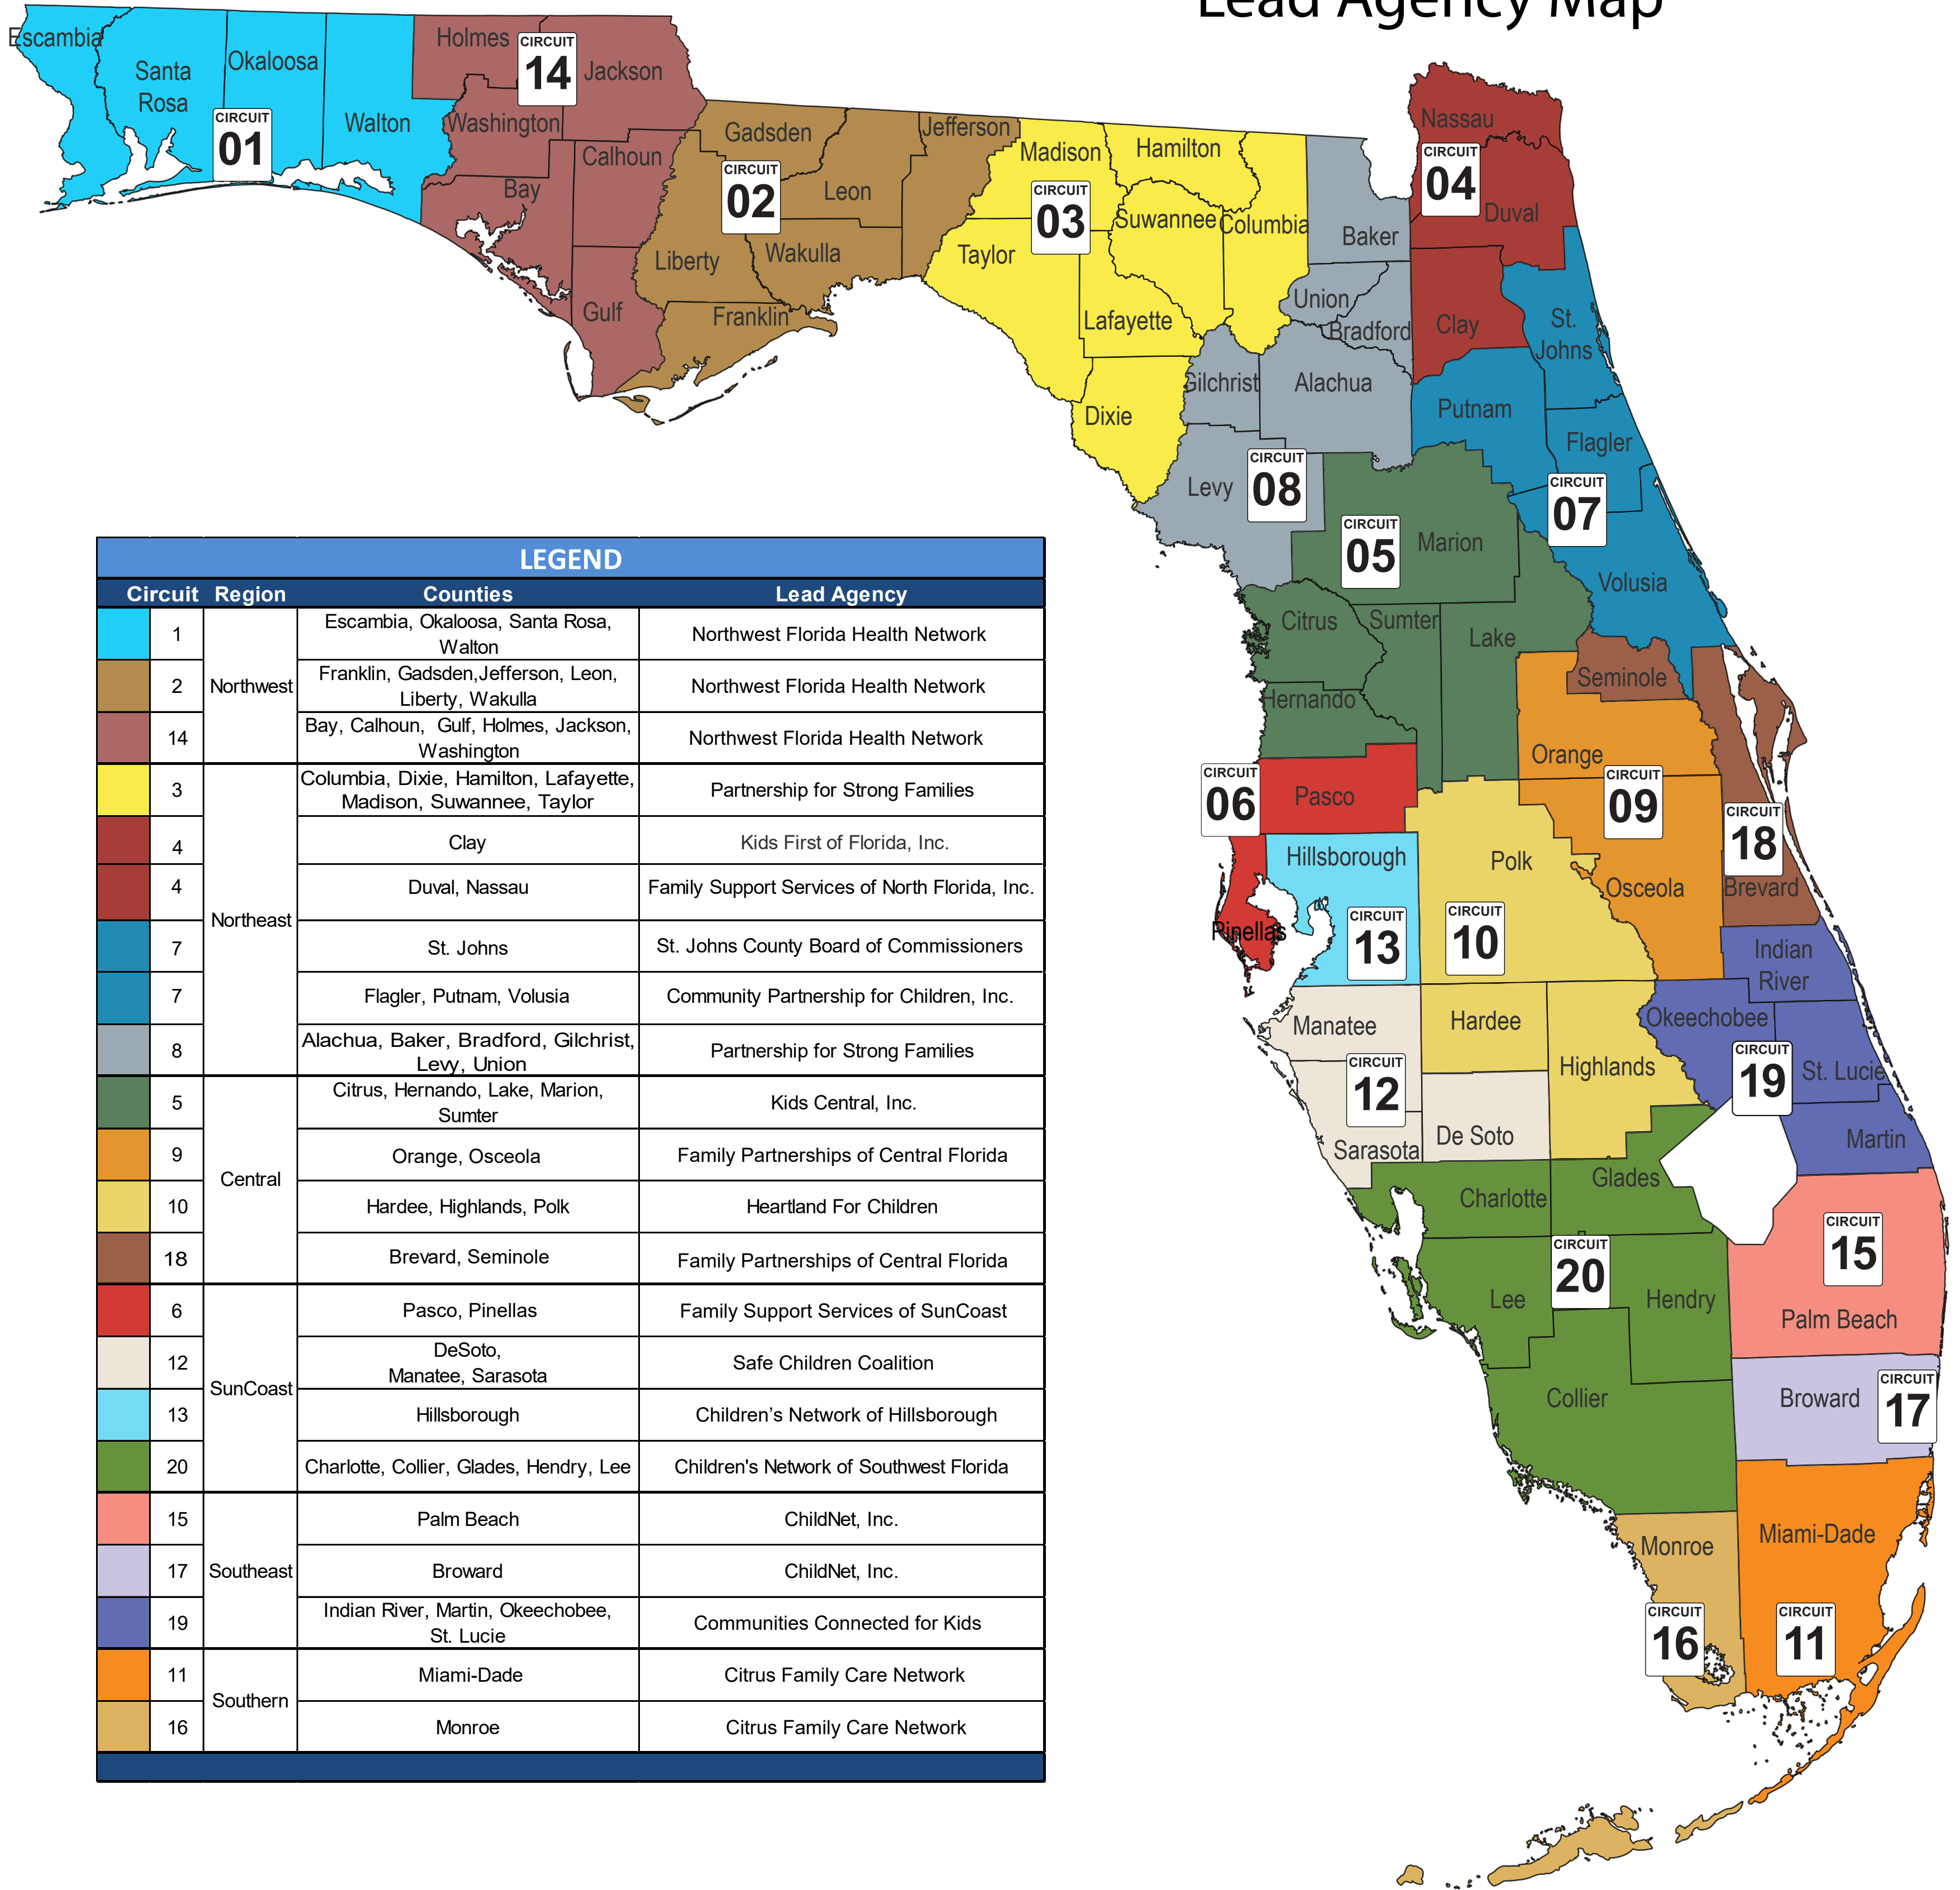 Lead Agency Map
Escambia
Santa
Rosa
Okaloosa
Walton
CIRCUIT
01
Holmes
CIRCUIT
14
Jackson
Washington
Calhoun
Bay
Gulf
Gadsden
Jefferson
CIRCUIT
02
Leon
Liberty
Wakulla
Franklin
Madison
Hamilton
CIRCUIT
03
Suwannee
Columbia
Taylor
Lafayette
Dixie
Nassau
CIRCUIT
04
Duval
Baker
Union
Bradford
Clay
St.
Johns
Gilchrist
Alachua
Putnam
Flagler
Levy
CIRCUIT
08
CIRCUIT
07
CIRCUIT
05
Marion
Volusia
Citrus
Sumter
Lake
Seminole
Hernando
Orange
CIRCUIT
06
Pasco
CIRCUIT
09
CIRCUIT
18
Hillsborough
Polk
Osceola
Brevard
Pinellas
CIRCUIT
13
CIRCUIT
10
Indian
River
Manatee
Hardee
Okeechobee
CIRCUIT
12
Highlands
CIRCUIT
19
St. Lucie
Sarasota
De Soto
Martin
Charlotte
Glades
CIRCUIT
15
CIRCUIT
20
Lee
Hendry
Palm Beach
Collier
Broward
CIRCUIT
17
Monroe
Miami-Dade
CIRCUIT
16
CIRCUIT
11
LEGEND
Circuit Region Counties Lead Agency
1 Escambia, Okaloosa, Santa Rosa, Northwest Florida Health Network
Walton
Northwest
2 Franklin, Gadsden,Jefferson, Leon, Northwest Florida Health Network
Liberty, Wakulla
14 Bay, Calhoun, Gulf, Holmes, Jackson, Northwest Florida Health Network
Washington
3 Columbia, Dixie, Hamilton, Lafayette, Partnership for Strong Families
Madison, Suwannee, Taylor
4 Clay Kids First of Florida, Inc.
4 Duval, Nassau Family Support Services of North Florida, Inc.
Northeast
7 St. Johns St. Johns County Board of Commissioners
7 Flagler, Putnam, Volusia Community Partnership for Children, Inc.
8 Alachua, Baker, Bradford, Gilchrist, Partnership for Strong Families
Levy, Union
5 Citrus, Hernando, Lake, Marion, Kids Central, Inc.
Sumter
9 Orange, Osceola Family Partnerships of Central Florida
Central
10 Hardee, Highlands, Polk Heartland For Children
18 Brevard, Seminole Family Partnerships of Central Florida
6 Pasco, Pinellas Family Support Services of SunCoast
12 DeSoto, Safe Children Coalition
Manatee, Sarasota
SunCoast
13 Hillsborough Children’s Network of Hillsborough
20 Charlotte, Collier, Glades, Hendry, Lee Children's Network of Southwest Florida
15 Palm Beach ChildNet, Inc.
17 Southeast Broward ChildNet, Inc.
19 Indian River, Martin, Okeechobee, Communities Connected for Kids
St. Lucie
11 Miami-Dade Citrus Family Care Network
Southern
16 Monroe Citrus Family Care Network